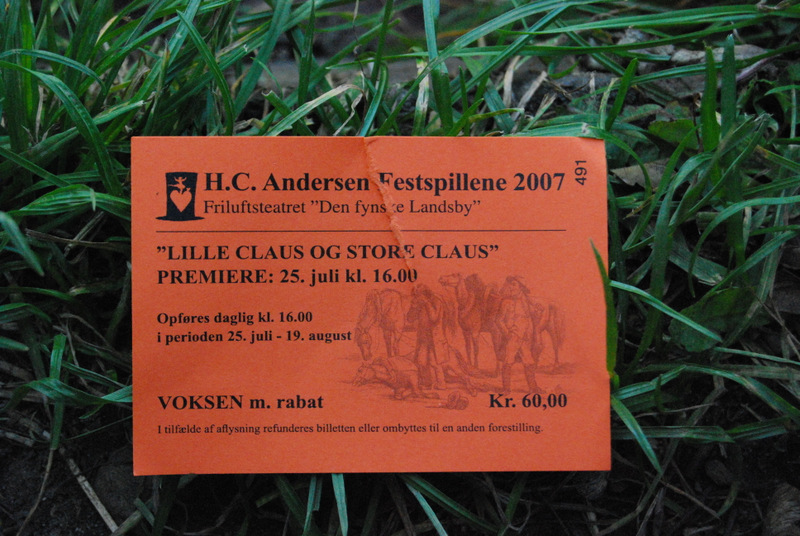 H.C. Andersen Festspillene 2007
491
Friluftsteatret "Den fynske Landsby"
"LILLE CLAUS OG STORE CLAUS"
PREMIERE: 25. juli kl. 16.00
Opføres daglig kl. 16.00
i perioden 25. juli - 19. august
VOKSEN m. rabat Kr. 60,00
I tilfælde af aflysning refunderes billetten eller ombyttes til en anden forestilling.